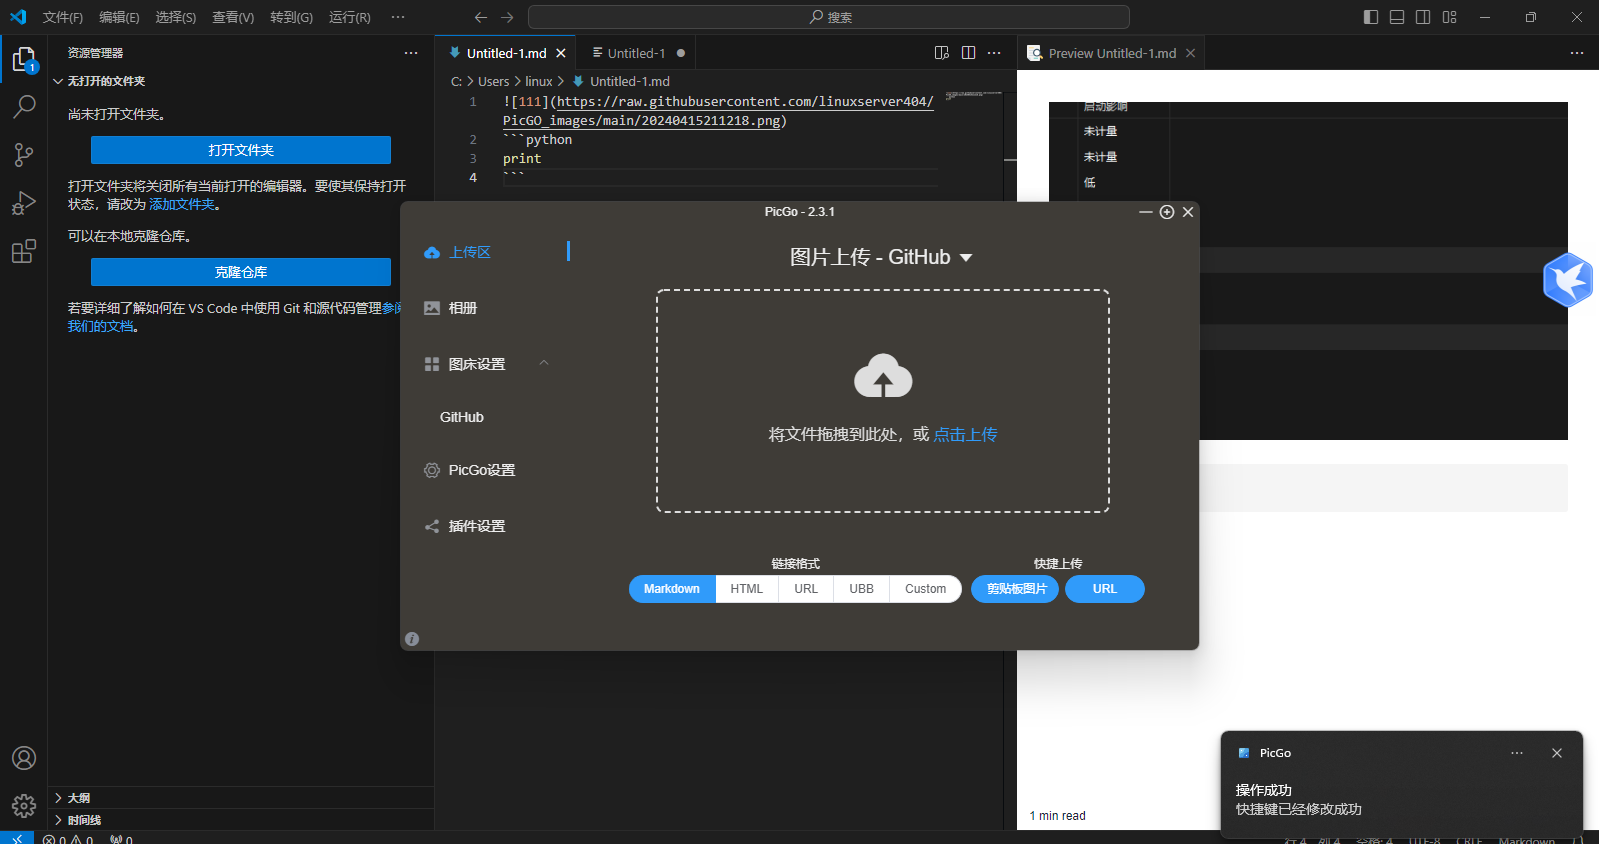 文件(F) 编辑(E) 选择(S) 查看(V) 转到(G) 运行(R) ··· 搜索
资源管理器 ···
无打开的文件夹
尚未打开文件夹。
打开文件夹
打开文件夹将关闭所有当前打开的编辑器。要使其保持打开
状态，请改为 添加文件夹。
可以在本地克隆仓库。
克隆仓库
若要详细了解如何在 VS Code 中使用 Git 和源代码管理参阅
我们的文档。
大纲
时间线
1
0 0 0
Untitled-1.md Untitled-1
C: > Users > linux > Untitled-1.md
1 ![111](https://raw.githubusercontent.com/linuxserver404/
PicGO_images/main/20240415211218.png)
2 ```python
3 print
4 ```
Preview Untitled-1.md
启动影响
未计量
未计量
低
1 min read
PicGo - 2.3.1
上传区
相册
图床设置
GitHub
PicGo设置
插件设置
图片上传 - GitHub
将文件拖拽到此处，或 点击上传
链接格式 快捷上传
Markdown HTML URL UBB Custom 剪贴板图片 URL
PicGo
操作成功
快捷键已经修改成功
行 4，列 4 空格: 4 UTF-8 CRLF Markdown